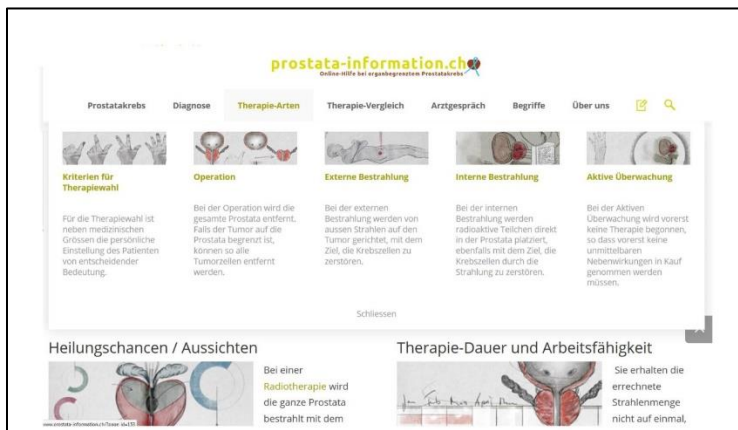 prostata-information.ch
Online-Hilfe bei organbegrenztem Prostatakrebs
Prostatakrebs Diagnose Therapie-Arten Therapie-Vergleich Arztgespräch Begriffe Über uns
Kriterien für
Therapiewahl
Für die Therapiewahl ist
neben medizinischen
Grössen die persönliche
Einstellung des Patienten
von entscheidender
Bedeutung.
Operation
Bei der Operation wird die
gesamte Prostata entfernt.
Falls der Tumor auf die
Prostata begrenzt ist,
können so alle
Tumorzellen entfernt
werden.
Externe Bestrahlung
Bei der externen
Bestrahlung werden von
aussen Strahlen auf den
Tumor gerichtet, mit dem
Ziel, die Krebszellen zu
zerstören.
Interne Bestrahlung
Bei der internen
Bestrahlung werden
radioaktive Teilchen direkt
in der Prostata platziert,
ebenfalls mit dem Ziel, die
Krebszellen durch die
Strahlung zu zerstören.
Aktive Überwachung
Bei der Aktiven
Überwachung wird vorerst
keine Therapie begonnen,
so dass vorerst keine
unmittelbaren
Nebenwirkungen in Kauf
genommen werden
müssen.
Schliessen
Heilungschancen / Aussichten
Bei einer
Radiotherapie wird
die ganze Prostata
bestrahlt mit dem
Therapie-Dauer und Arbeitsfähigkeit
Sie erhalten die
errechnete
Strahlenmenge
nicht auf einmal,